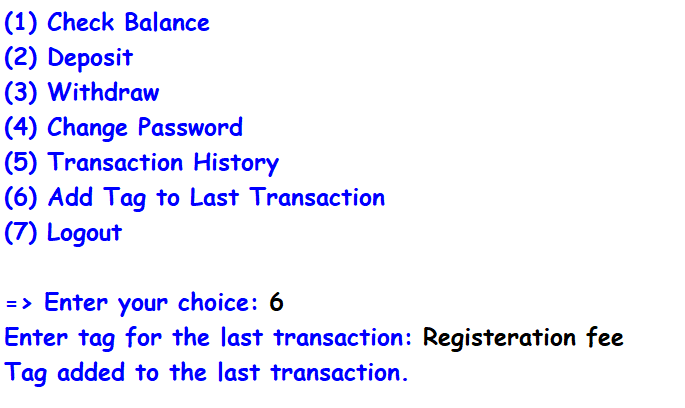 (1) Check Balance
(2) Deposit
(3) Withdraw
(4) Change Password
(5) Transaction History
(6) Add Tag to Last Transaction
(7) Logout
=> Enter your choice: 6
Enter tag for the last transaction: Registeration fee
Tag added to the last transaction.